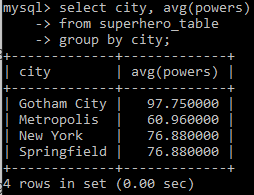 mysql> select city, avg(powers)
    -> from superhero_table
    -> group by city;
+-------------+-------------+
| city        | avg(powers) |
+-------------+-------------+
| Gotham City |   97.750000 |
| Metropolis  |   60.960000 |
| New York    |   76.880000 |
| Springfield |   76.880000 |
+-------------+-------------+
4 rows in set (0.00 sec)